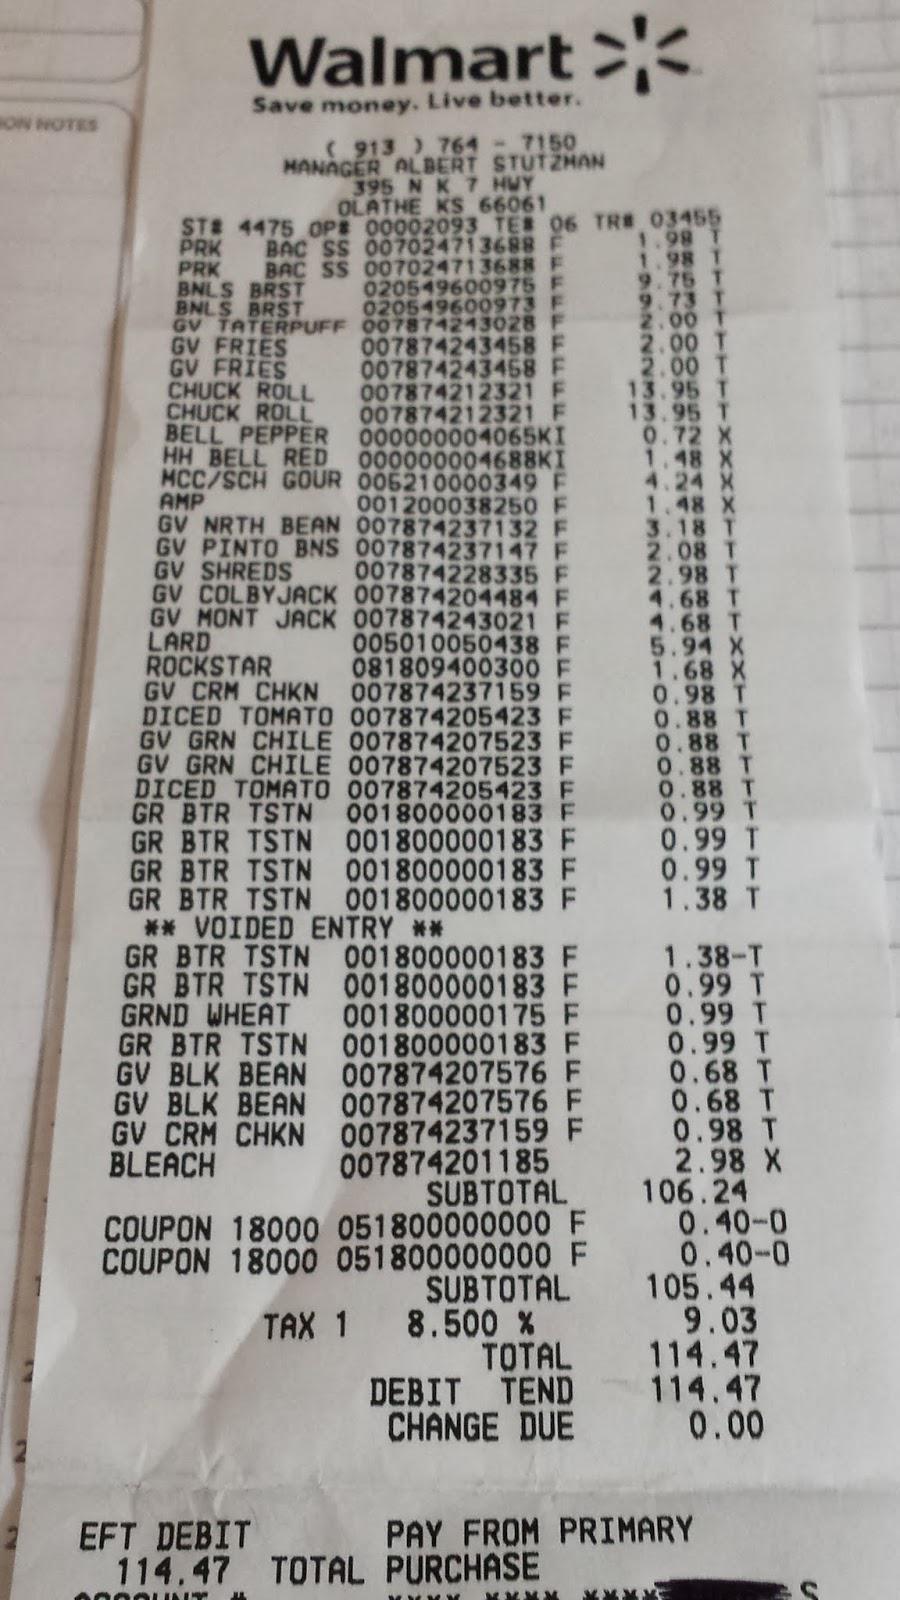 ON NOTES
Walmart
Save money. Live better.
( 913 ) 764 - 7150
MANAGER ALBERT STUTZMAN
395 N K 7 HWY
OLATHE KS 66061
ST# 4475 OP# 00002093 TE# 06 TR# 03455
PRK BAC SS 007024713688 F 1.98 T
PRK BAC SS 007024713688 F 1.98 T
BNLS BRST 020549600975 F 9.75 T
BNLS BRST 020549600973 F 9.73 T
GV TATERPUFF 007874243028 F 2.00 T
GV FRIES 007874243458 F 2.00 T
GV FRIES 007874243458 F 2.00 T
CHUCK ROLL 007874212321 F 13.95 T
CHUCK ROLL 007874212321 F 13.95 T
BELL PEPPER 000000004065KI 0.72 X
HH BELL RED 000000004688KI 1.48 X
MCC/SCH GOUR 005210000349 F 4.24 X
AMP 001200038250 F 1.48 X
GV NRTH BEAN 007874237132 F 3.18 T
GV PINTO BNS 007874237147 F 2.08 T
GV SHREDS 007874228335 F 2.98 T
GV COLBYJACK 007874204484 F 4.68 T
GV MONT JACK 007874243021 F 4.68 T
LARD 005010050438 F 5.94 X
ROCKSTAR 081809400300 F 1.68 X
GV CRM CHKN 007874237159 F 0.98 T
DICED TOMATO 007874205423 F 0.88 T
GV GRN CHILE 007874207523 F 0.88 T
GV GRN CHILE 007874207523 F 0.88 T
DICED TOMATO 007874205423 F 0.88 T
GR BTR TSTN 001800000183 F 0.99 T
GR BTR TSTN 001800000183 F 0.99 T
GR BTR TSTN 001800000183 F 0.99 T
GR BTR TSTN 001800000183 F 1.38 T
** VOIDED ENTRY **
GR BTR TSTN 001800000183 F 1.38-T
GR BTR TSTN 001800000183 F 0.99 T
GRND WHEAT 001800000175 F 0.99 T
GR BTR TSTN 001800000183 F 0.99 T
GV BLK BEAN 007874207576 F 0.68 T
GV BLK BEAN 007874207576 F 0.68 T
GV CRM CHKN 007874237159 F 0.98 T
BLEACH 007874201185 2.98 X
SUBTOTAL 106.24
COUPON 18000 051800000000 F 0.40-O
COUPON 18000 051800000000 F 0.40-O
SUBTOTAL 105.44
TAX 1 8.500 % 9.03
TOTAL 114.47
DEBIT TEND 114.47
CHANGE DUE 0.00
EFT DEBIT PAY FROM PRIMARY
114.47 TOTAL PURCHASE
ACCOUNT # **** **** **** S